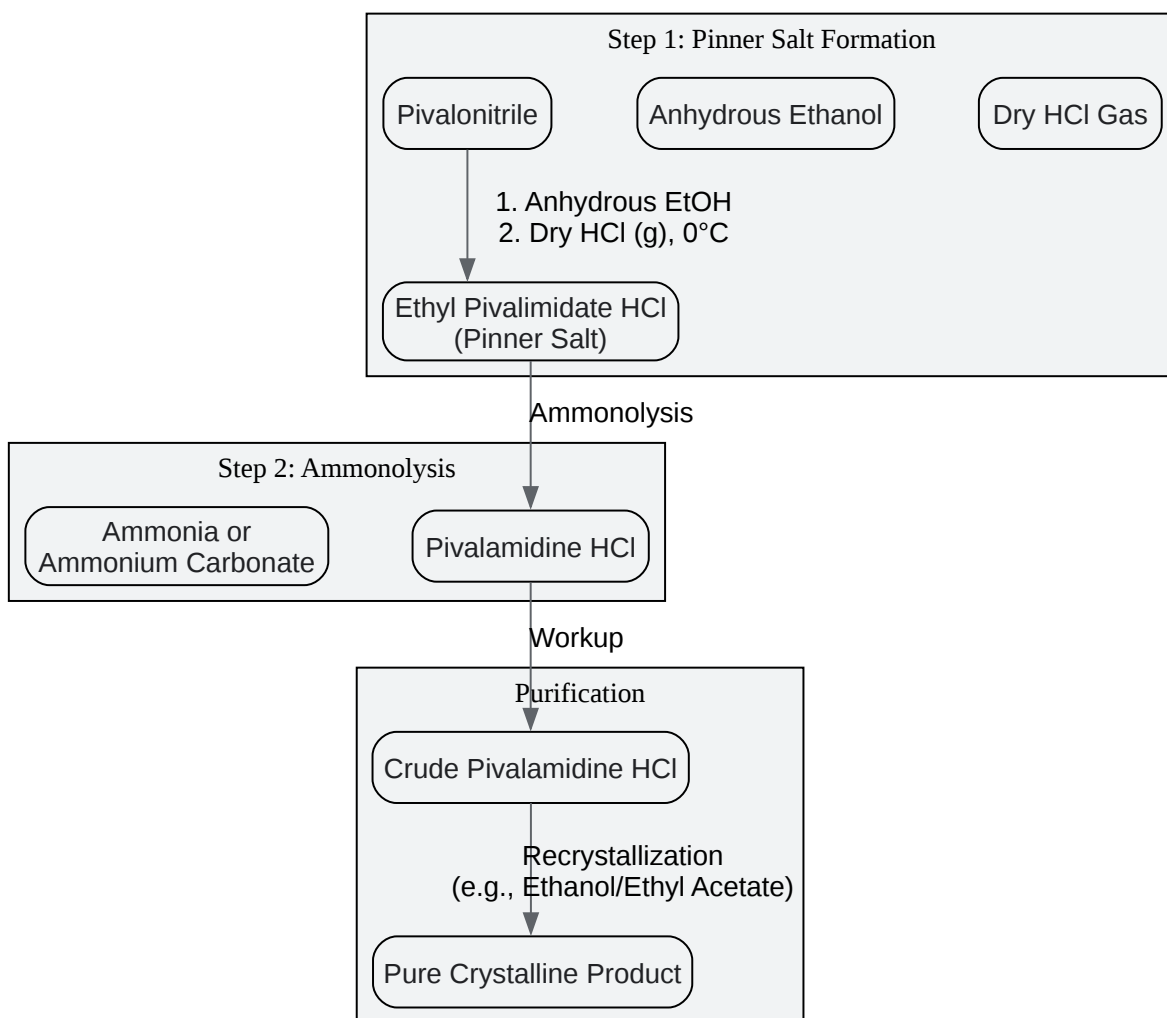 Step 1: Pinner Salt Formation
Pivalonitrile
Anhydrous Ethanol
Dry HCl Gas
1. Anhydrous EtOH
2. Dry HCl (g), 0°C
Ethyl Pivalimidate HCl
(Pinner Salt)
Ammonolysis
Step 2: Ammonolysis
Ammonia or
Ammonium Carbonate
Pivalamidine HCl
Workup
Purification
Crude Pivalamidine HCl
Recrystallization
(e.g., Ethanol/Ethyl Acetate)
Pure Crystalline Product